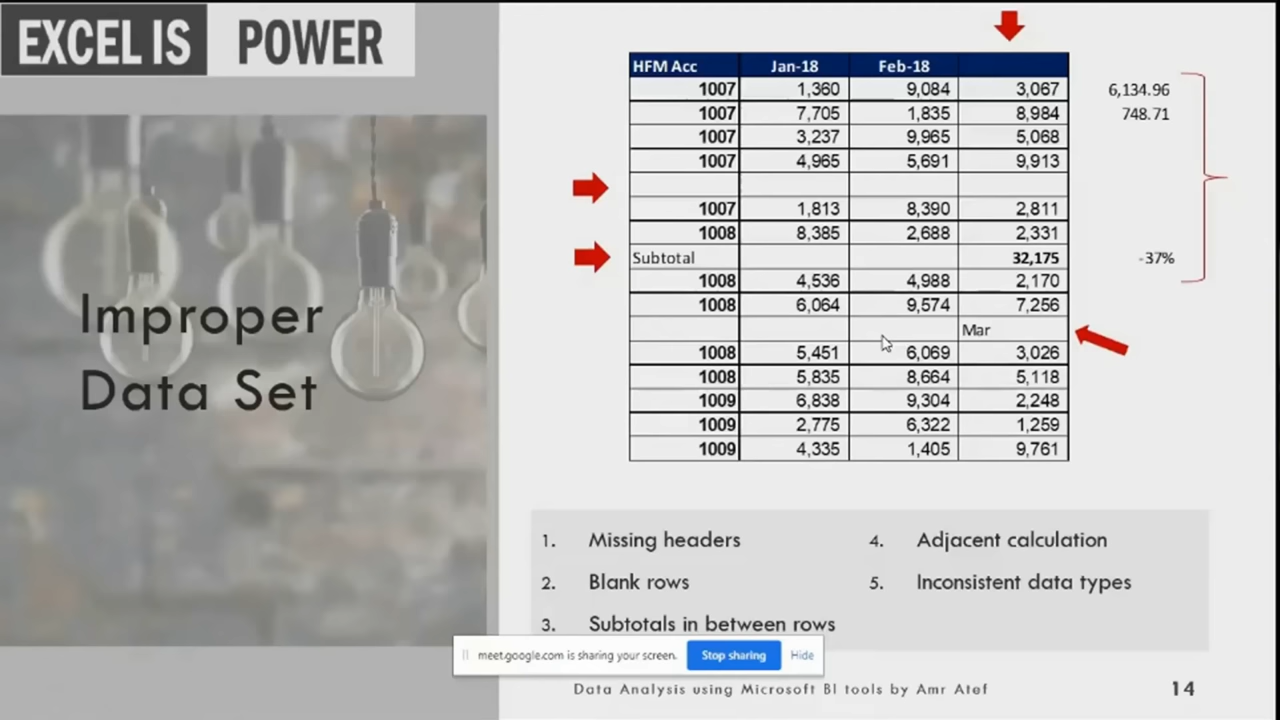 EXCEL IS POWER
Improper
Data Set
HFM Acc Jan-18 Feb-18
1007 1,360 9,084 3,067 6,134.96
1007 7,705 1,835 8,984 748.71
1007 3,237 9,965 5,068
1007 4,965 5,691 9,913
1007 1,813 8,390 2,811
1008 8,385 2,688 2,331
Subtotal 32,175 -37%
1008 4,536 4,988 2,170
1008 6,064 9,574 7,256
Mar
1008 5,451 6,069 3,026
1008 5,835 8,664 5,118
1009 6,838 9,304 2,248
1009 2,775 6,322 1,259
1009 4,335 1,405 9,761
1. Missing headers
2. Blank rows
3. Subtotals in between rows
4. Adjacent calculation
5. Inconsistent data types
meet.google.com is sharing your screen. Stop sharing Hide
Data Analysis using Microsoft BI tools by Amr Atef 14